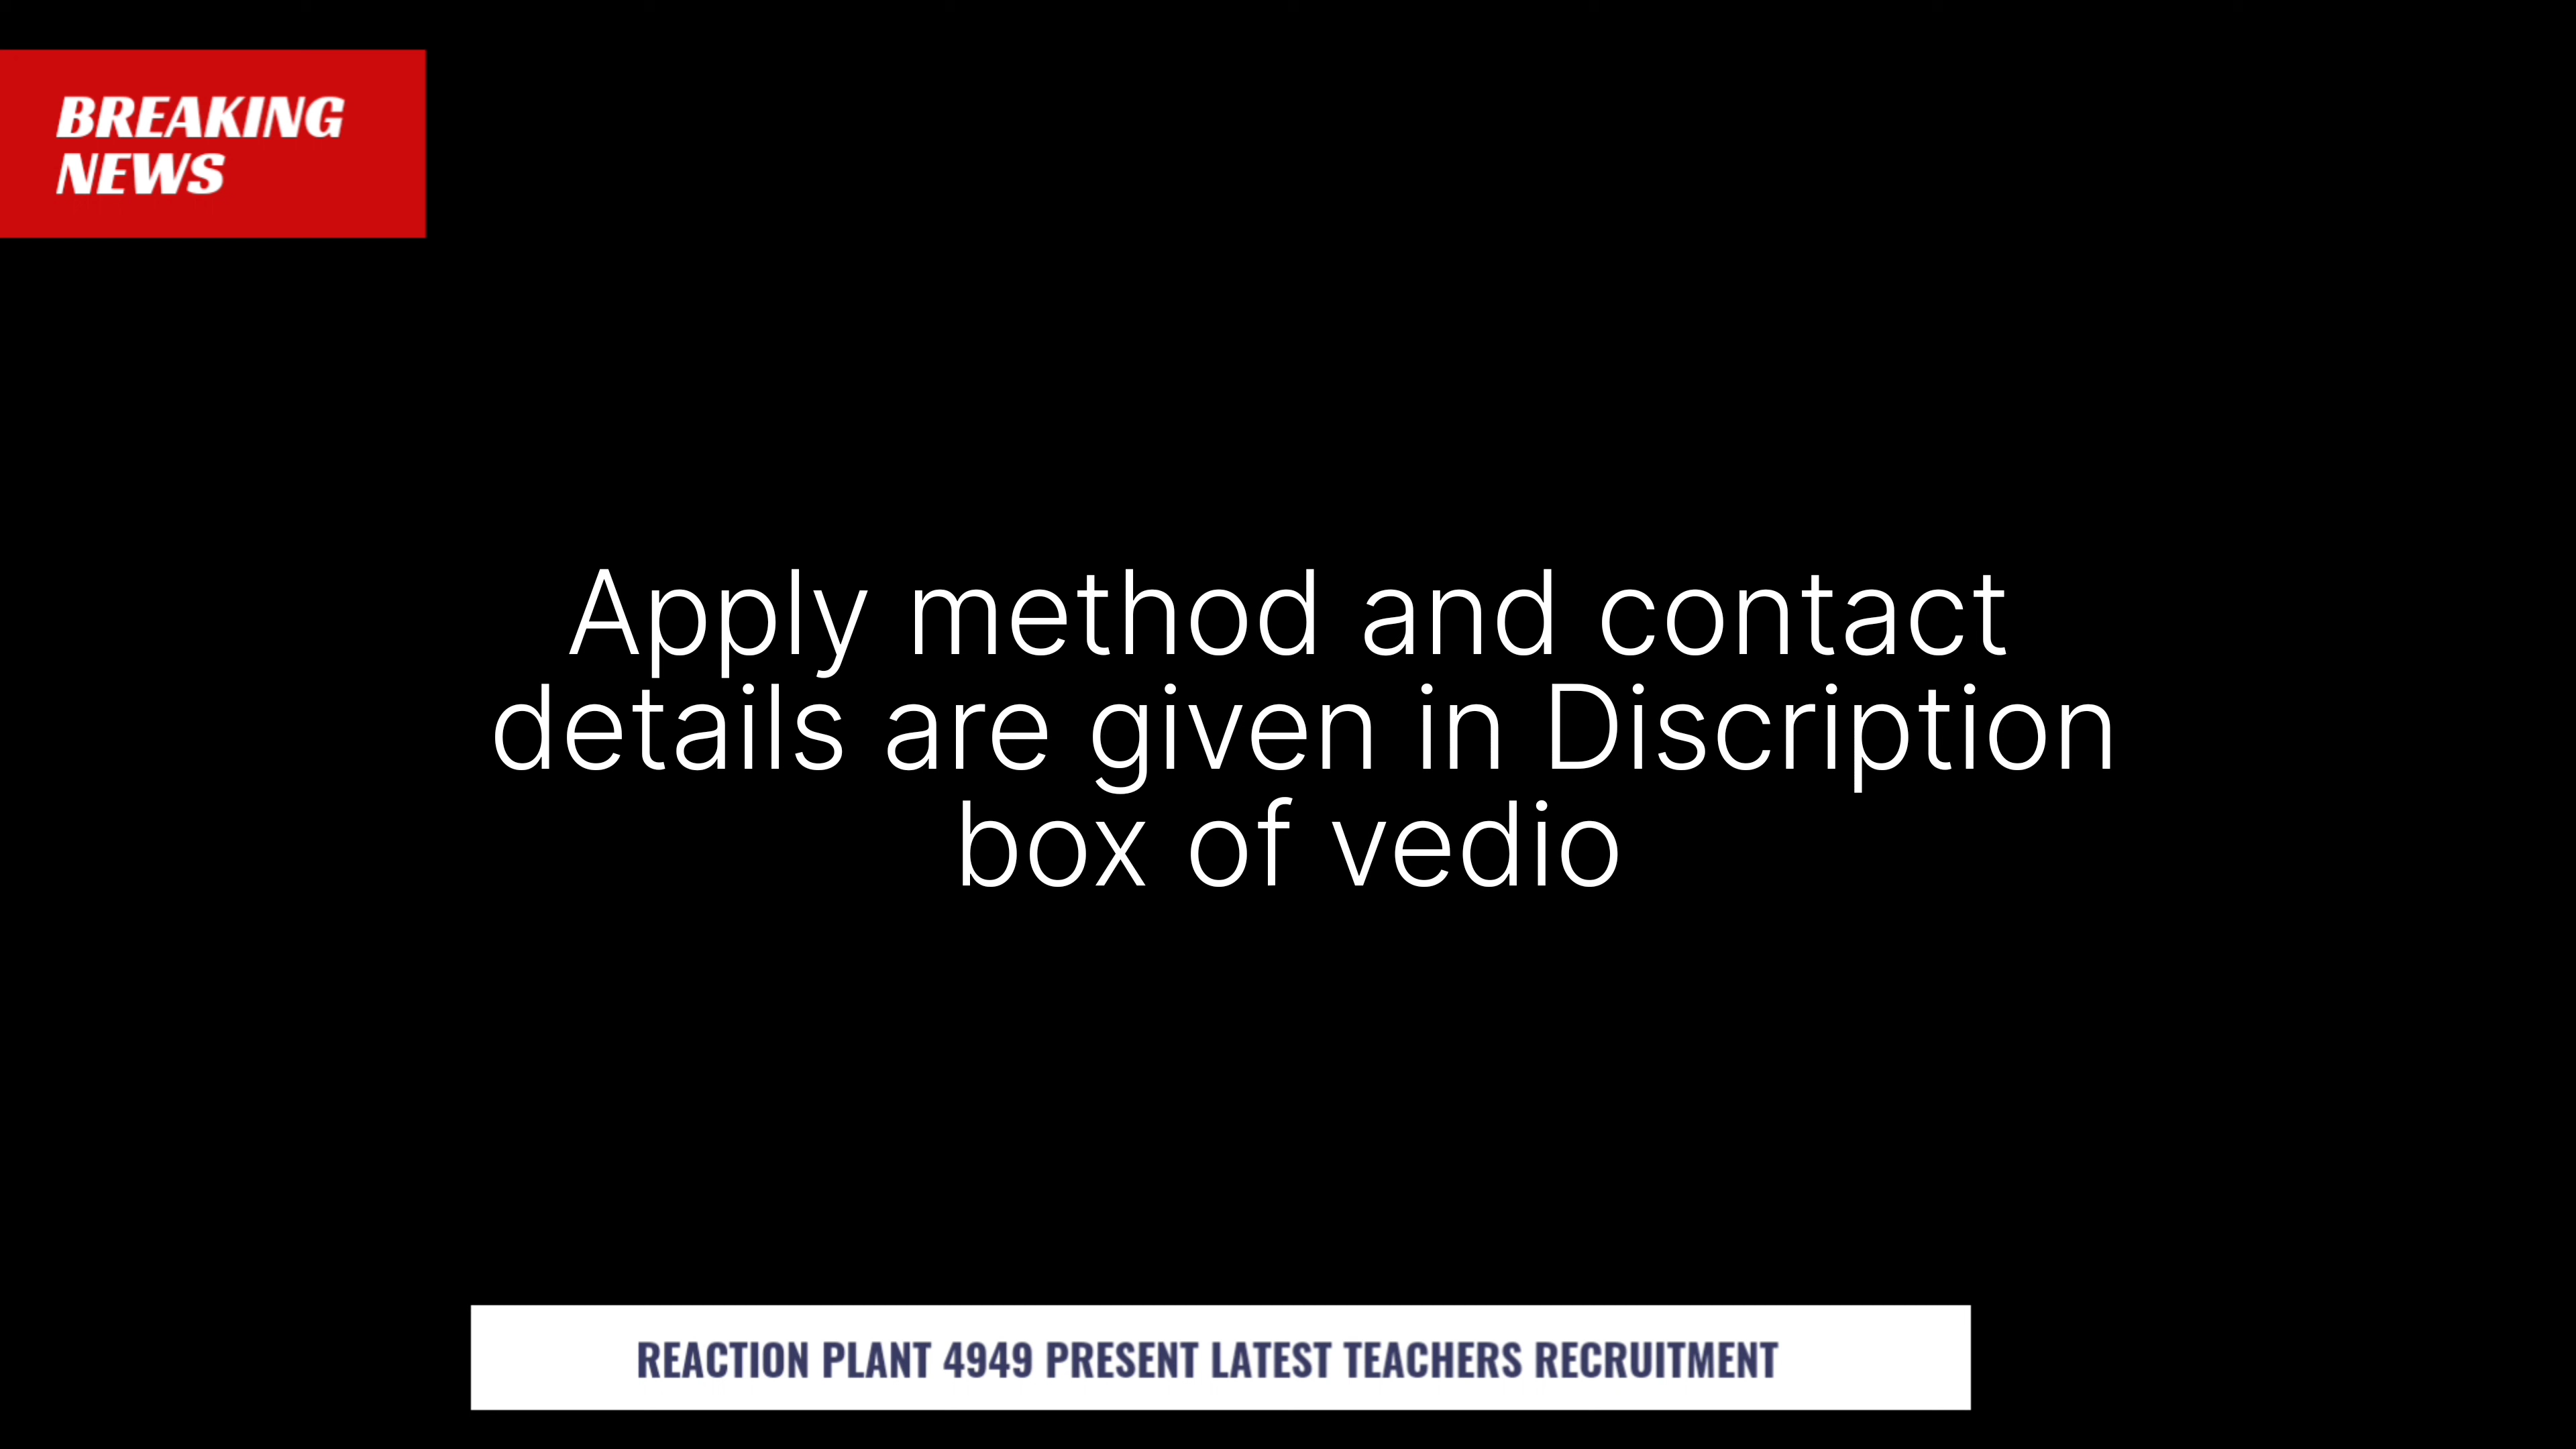 BREAKING
NEWS
Apply method and contact
details are given in Discription
box of vedio
REACTION PLANT 4949 PRESENT LATEST TEACHERS RECRUITMENT